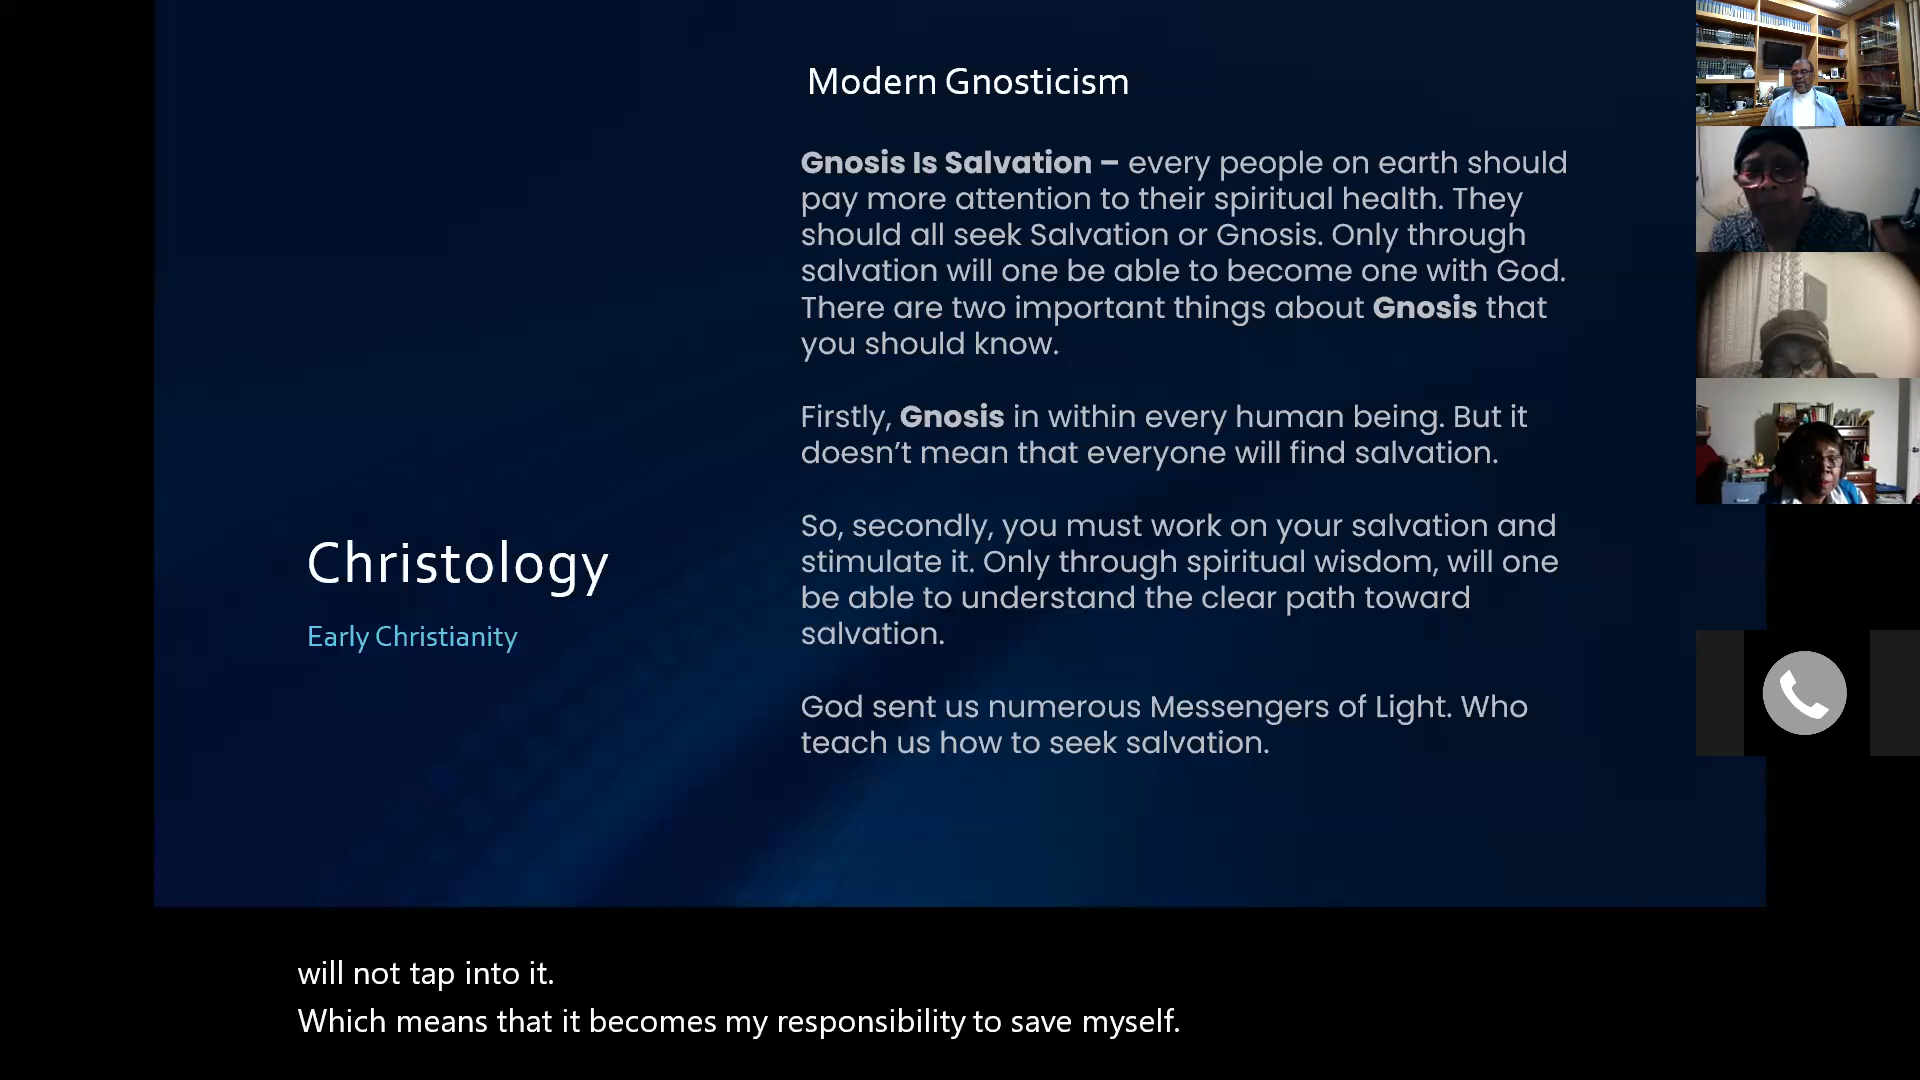 Modern Gnosticism
Gnosis Is Salvation – every people on earth should
pay more attention to their spiritual health. They
should all seek Salvation or Gnosis. Only through
salvation will one be able to become one with God.
There are two important things about Gnosis that
you should know.
Firstly, Gnosis in within every human being. But it
doesn’t mean that everyone will find salvation.
So, secondly, you must work on your salvation and
stimulate it. Only through spiritual wisdom, will one
be able to understand the clear path toward
salvation.
God sent us numerous Messengers of Light. Who
teach us how to seek salvation.
Christology
Early Christianity
will not tap into it.
Which means that it becomes my responsibility to save myself.